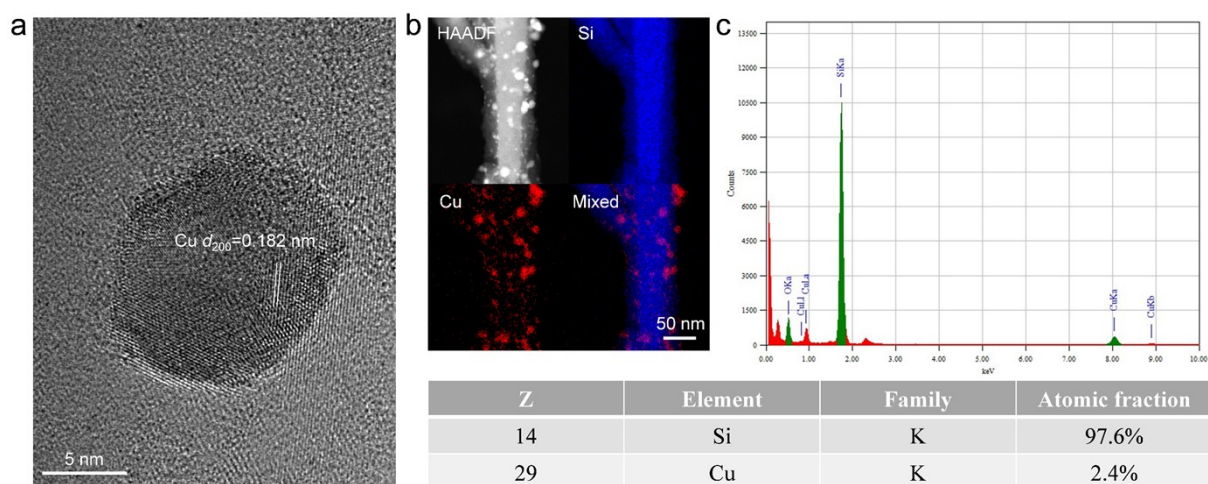 a
Cu d200=0.182 nm
5 nm
b
HAADF
Si
Cu
Mixed
50 nm
c
13500
12000
10500
9000
7500
6000
4500
3000
1500
0
Counts
OKa
CuLl
CuLa
SiKa
CuKa
CuKb
0.00 1.00 2.00 3.00 4.00 5.00 6.00 7.00 8.00 9.00 10.00
keV
Z Element Family Atomic fraction
14 Si K 97.6%
29 Cu K 2.4%